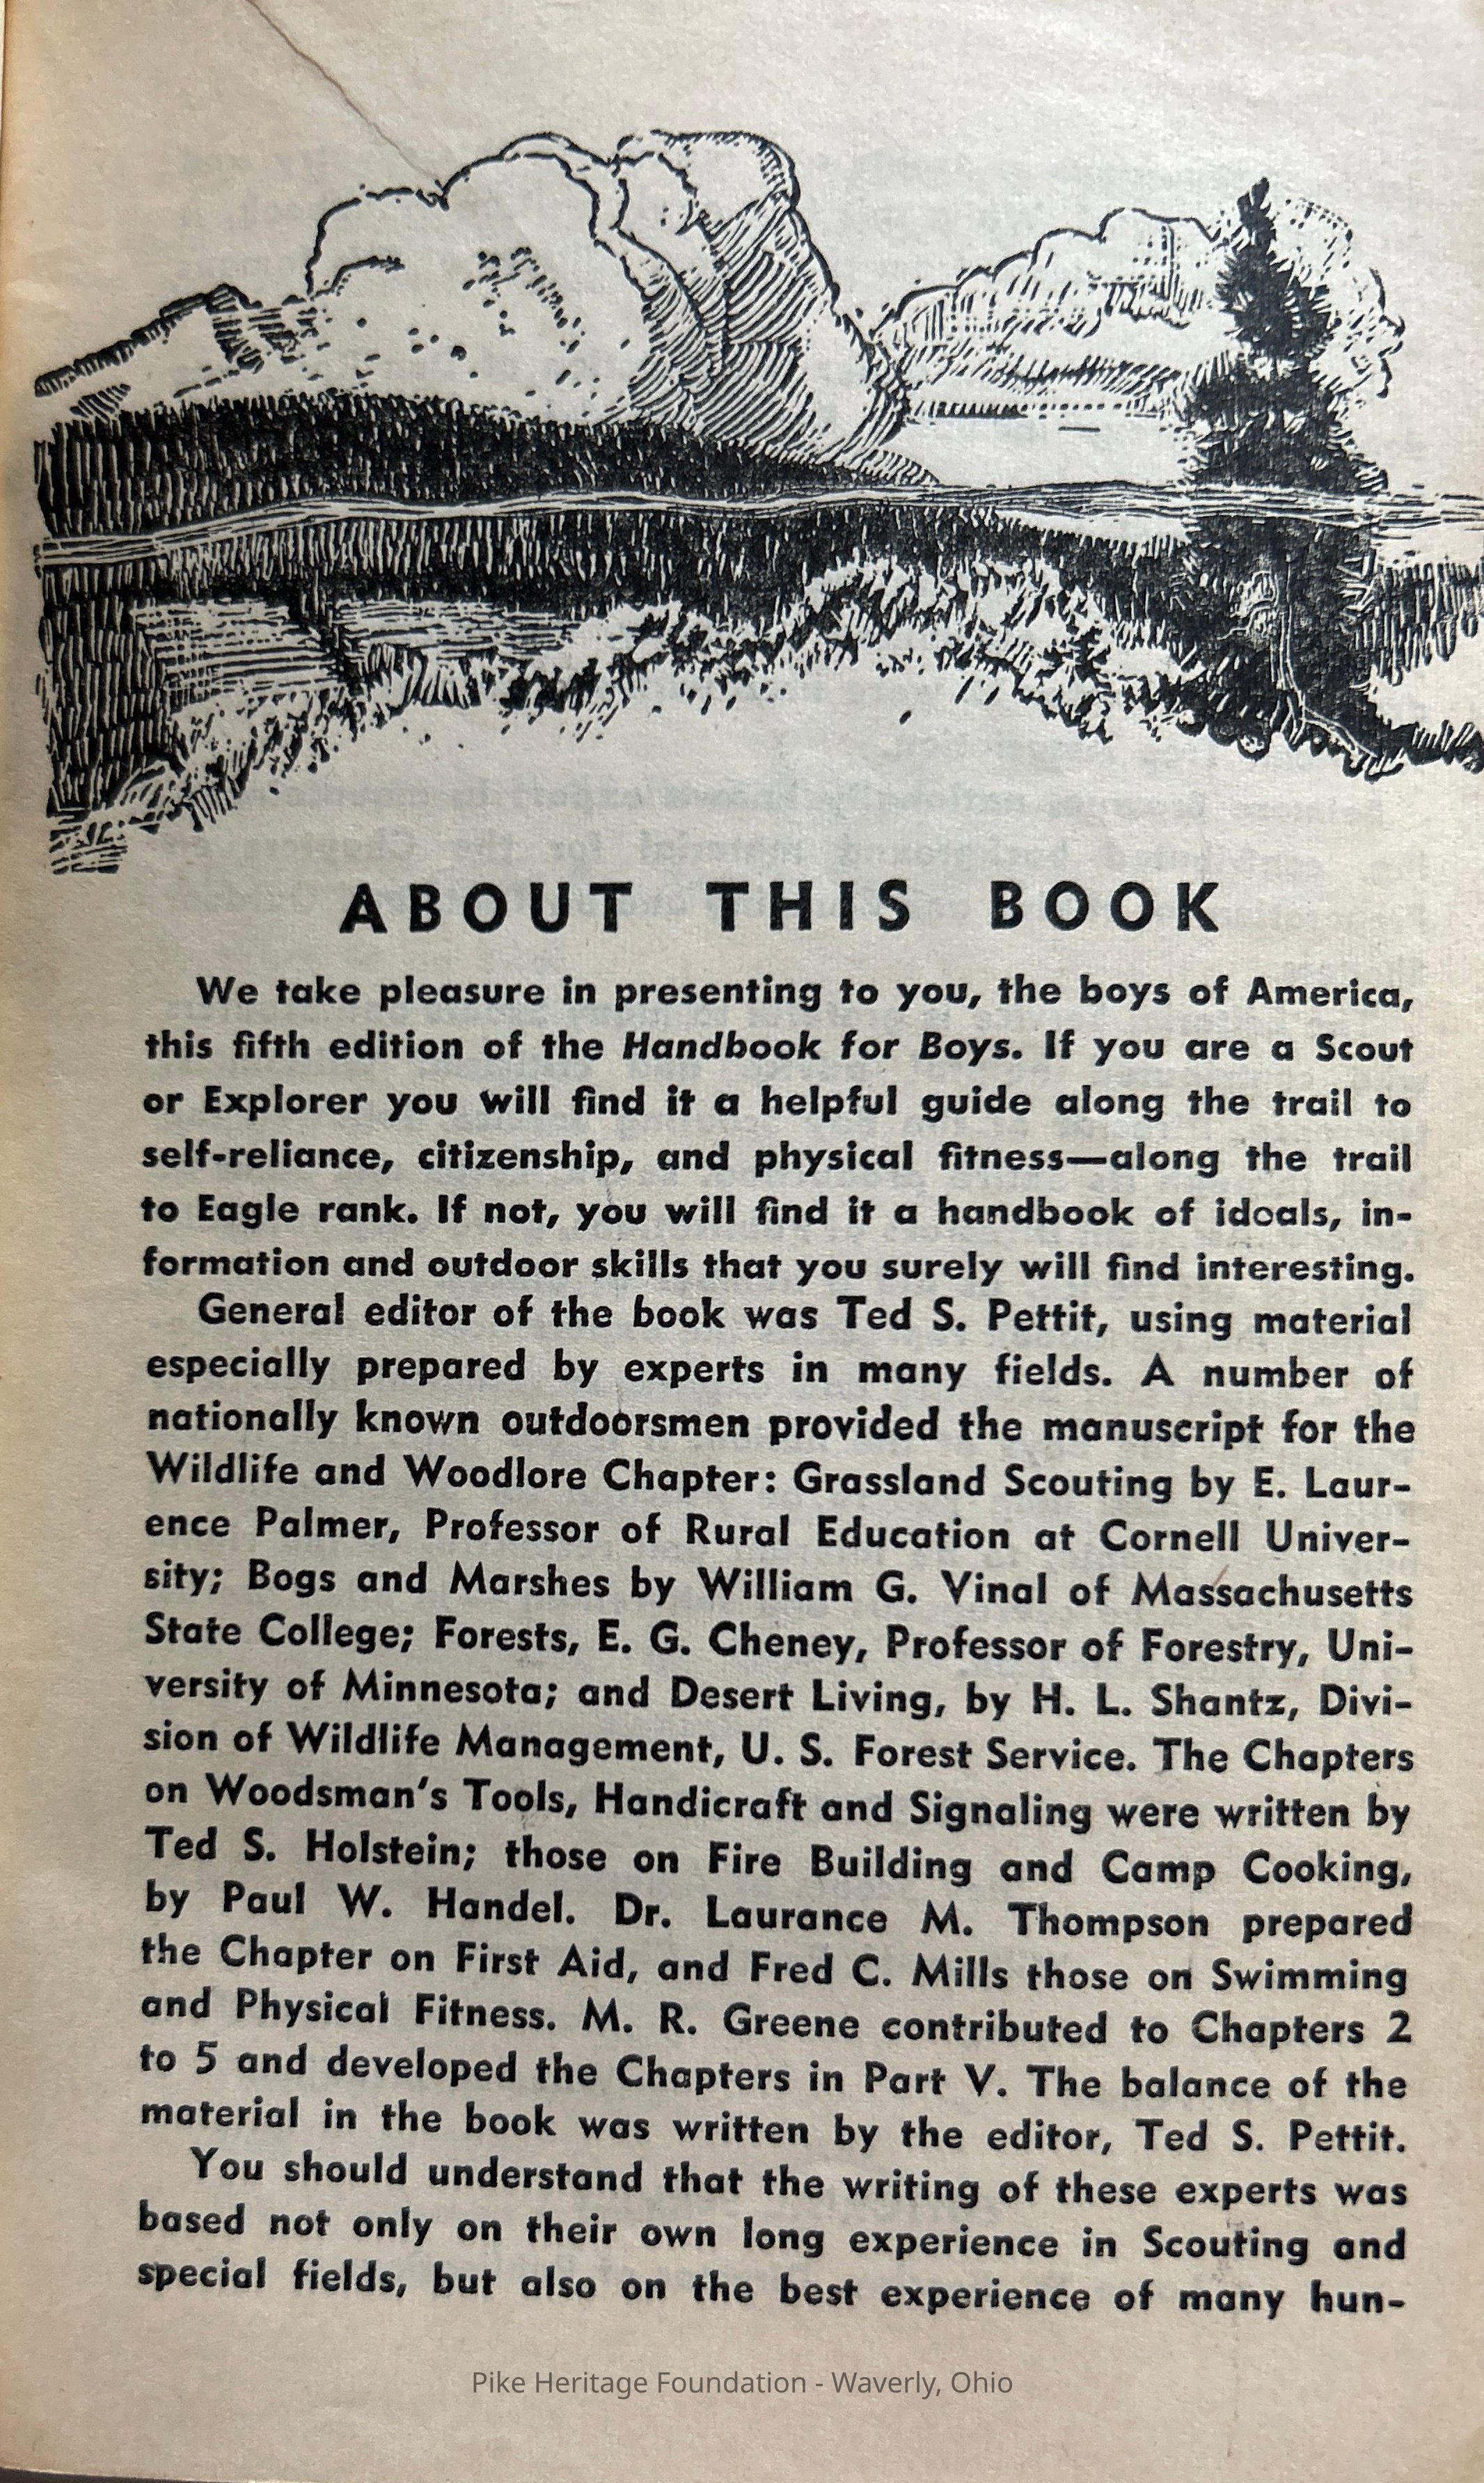 ABOUT THIS BOOK
We take pleasure in presenting to you, the boys of America,
this fifth edition of the Handbook for Boys. If you are a Scout
or Explorer you will find it a helpful guide along the trail to
self-reliance, citizenship, and physical fitness—along the trail
to Eagle rank. If not, you will find it a handbook of ideals, in-
formation and outdoor skills that you surely will find interesting.
General editor of the book was Ted S. Pettit, using material
especially prepared by experts in many fields. A number of
nationally known outdoorsmen provided the manuscript for the
Wildlife and Woodlore Chapter: Grassland Scouting by E. Laur-
ence Palmer, Professor of Rural Education at Cornell Univer-
sity; Bogs and Marshes by William G. Vinal of Massachusetts
State College; Forests, E. G. Cheney, Professor of Forestry, Uni-
versity of Minnesota; and Desert Living, by H. L. Shantz, Divi-
sion of Wildlife Management, U. S. Forest Service. The Chapters
on Woodsman's Tools, Handicraft and Signaling were written by
Ted S. Holstein; those on Fire Building and Camp Cooking,
by Paul W. Handel. Dr. Laurance M. Thompson prepared
the Chapter on First Aid, and Fred C. Mills those on Swimming
and Physical Fitness. M. R. Greene contributed to Chapters 2
to 5 and developed the Chapters in Part V. The balance of the
material in the book was written by the editor, Ted S. Pettit.
You should understand that the writing of these experts was
based not only on their own long experience in Scouting and
special fields, but also on the best experience of many hun-
Pike Heritage Foundation - Waverly, Ohio